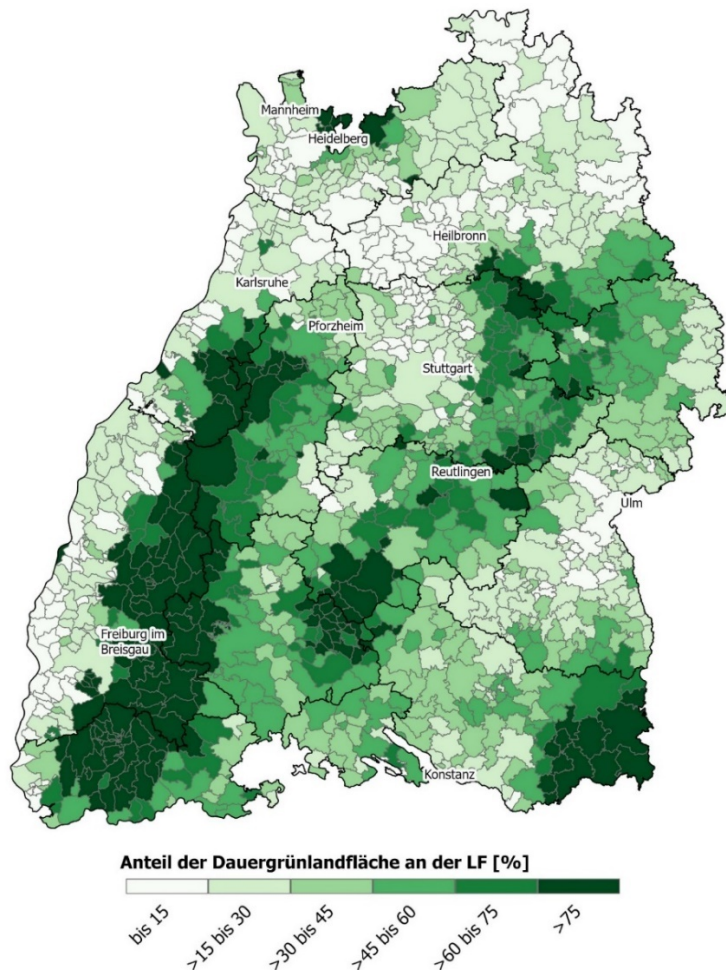 Mannheim
Heidelberg
Heilbronn
Karlsruhe
Pforzheim
Stuttgart
Reutlingen
Ulm
Freiburg im
Breisgau
Konstanz
Anteil der Dauergrünlandfläche an der LF [%]
bis 15
>15 bis 30
>30 bis 45
>45 bis 60
>60 bis 75
>75